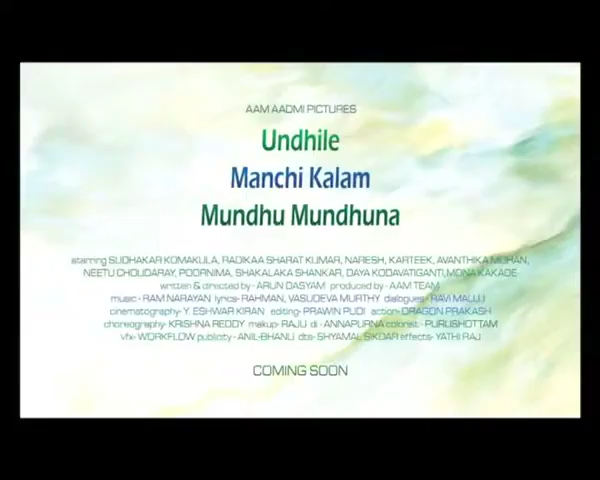 AAM AADMI PICTURES
Undhile
Manchi Kalam
Mundhu Mundhuna
starring SUDHAKAR KOMAKULA, RADIKAA SHARAT KUMAR, NARESH, KARTEEK, AVANTHIKA MOHAN,
NEETU CHOUDARAY, POORNIMA, SHAKALAKA SHANKAR, DAYA KODAVATIGANTI, MONA KAKADE
written & directed by - ARUN DASYAM produced by - AAM TEAM
music - RAM NARAYAN lyrics- RAHMAN, VASUDEVA MURTHY dialogues- RAVI
cinematography- Y. ESHWAR KIRAN editing- PRAWIN PUDI action- DRAGON PRAKASH
choreography- KRISHNA REDDY makup- RAJU di - ANNAPURNA colorist- PURUSHOTTAM
vfx- WORKFLOW publicity - ANIL-BHANU dts- SHYAMAL SIKDAR effects- YATHI RAJ
COMING SOON